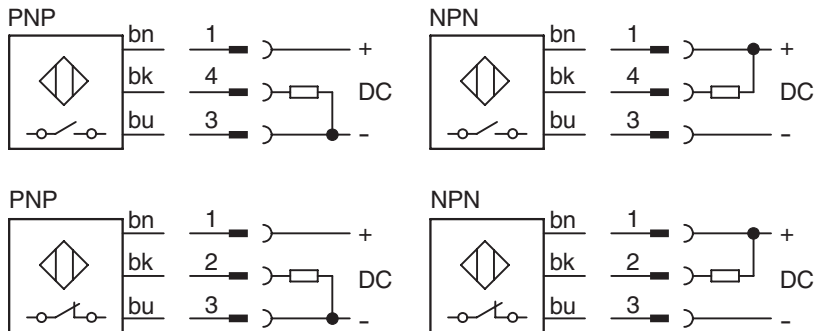 PNP
bn 1 +
bk 4 DC
bu 3 -
NPN
bn 1 +
bk 4 DC
bu 3 -
PNP
bn 1 +
bk 2 DC
bu 3 -
NPN
bn 1 +
bk 2 DC
bu 3 -